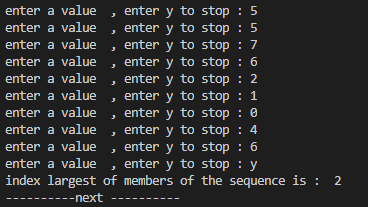 enter a value  , enter y to stop : 5
enter a value  , enter y to stop : 5
enter a value  , enter y to stop : 7
enter a value  , enter y to stop : 6
enter a value  , enter y to stop : 2
enter a value  , enter y to stop : 1
enter a value  , enter y to stop : 0
enter a value  , enter y to stop : 4
enter a value  , enter y to stop : 6
enter a value  , enter y to stop : y
index largest of members of the sequence is :  2
----------next ----------